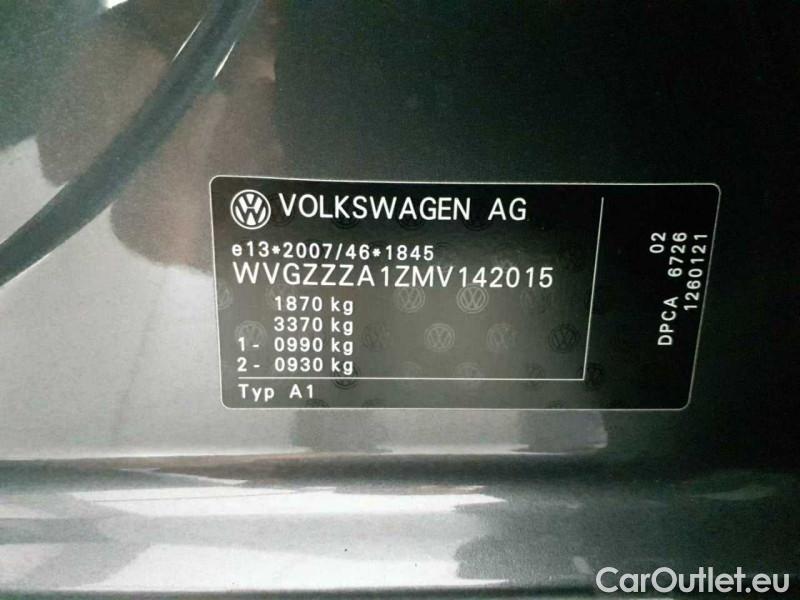 VOLKSWAGEN AG
e13*2007/46*1845
WVGZZZA1ZMV142015
1870 kg
3370 kg
1- 0990 kg
2- 0930 kg
Typ A1
02
DPCA 6726
1260121
CarOutlet.eu